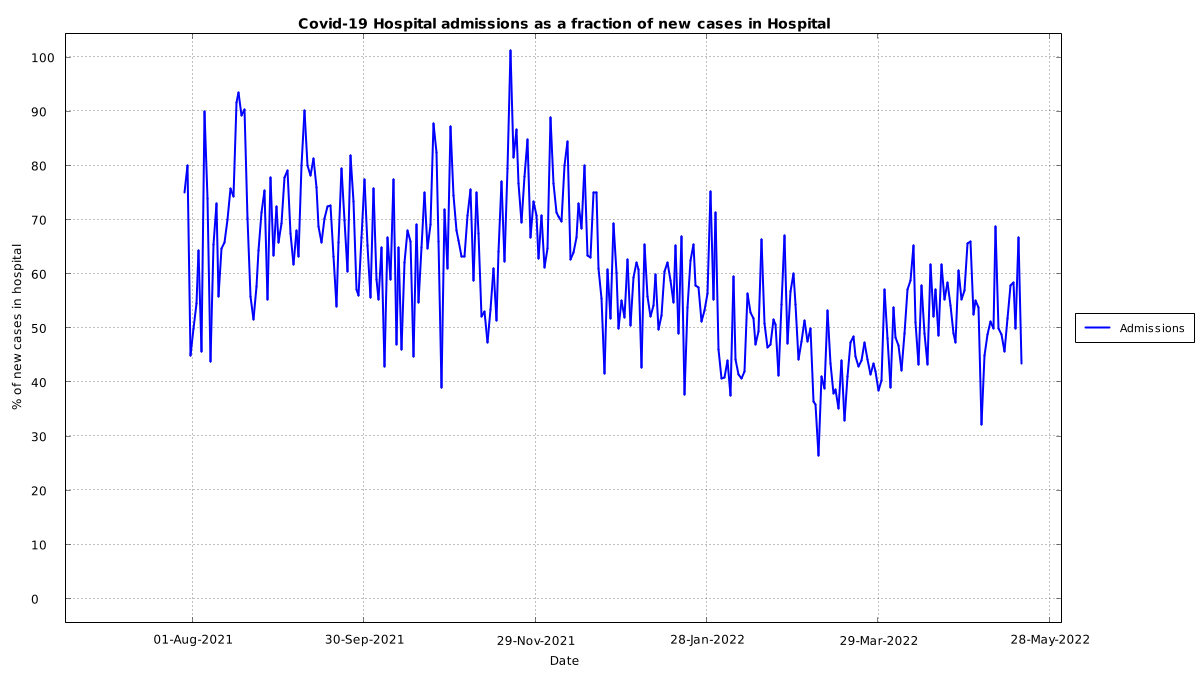 Covid-19 Hospital admissions as a fraction of new cases in Hospital
100
90
80
70
60
50
40
30
20
10
0
% of new cases in hospital
01-Aug-2021 30-Sep-2021 29-Nov-2021 28-Jan-2022 29-Mar-2022 28-May-2022
Date
Admissions